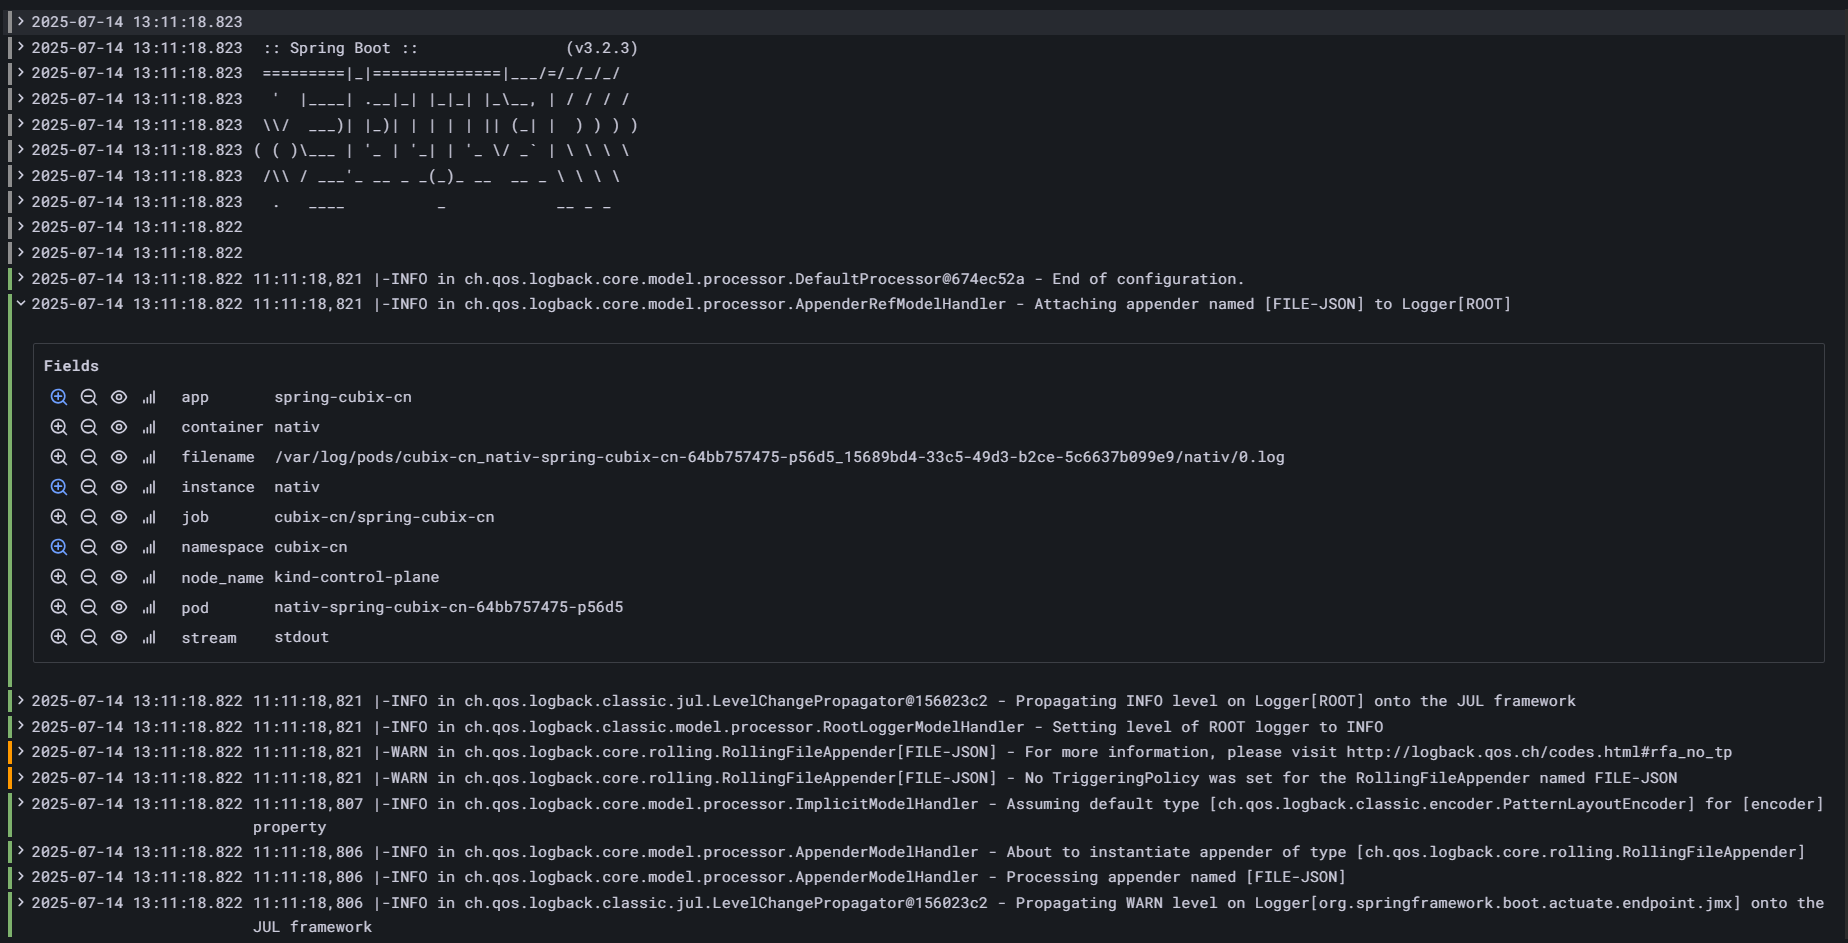 2025-07-14 13:11:18.823
2025-07-14 13:11:18.823  :: Spring Boot ::                (v3.2.3)
2025-07-14 13:11:18.823  =========|_|==============|___/=/_/_/_/
2025-07-14 13:11:18.823   '  |____| .__|_| |_|_| |_\__, | / / / /
2025-07-14 13:11:18.823  \\/  ___)| |_)| | | | | || (_| |  ) ) ) )
2025-07-14 13:11:18.823 ( ( )\___ | '_ | '_| | '_ \/ _` | \ \ \ \
2025-07-14 13:11:18.823  /\\ / ___'_ __ _ _(_)_ __  __ _ \ \ \ \
2025-07-14 13:11:18.823   .   ____          _            __ _ _
2025-07-14 13:11:18.822
2025-07-14 13:11:18.822
2025-07-14 13:11:18.822 11:11:18,821 |-INFO in ch.qos.logback.core.model.processor.DefaultProcessor@674ec52a - End of configuration.
2025-07-14 13:11:18.822 11:11:18,821 |-INFO in ch.qos.logback.core.model.processor.AppenderRefModelHandler - Attaching appender named [FILE-JSON] to Logger[ROOT]
Fields
app spring-cubix-cn
container nativ
filename /var/log/pods/cubix-cn_nativ-spring-cubix-cn-64bb757475-p56d5_15689bd4-33c5-49d3-b2ce-5c6637b099e9/nativ/0.log
instance nativ
job cubix-cn/spring-cubix-cn
namespace cubix-cn
node_name kind-control-plane
pod nativ-spring-cubix-cn-64bb757475-p56d5
stream stdout
2025-07-14 13:11:18.822 11:11:18,821 |-INFO in ch.qos.logback.classic.jul.LevelChangePropagator@156023c2 - Propagating INFO level on Logger[ROOT] onto the JUL framework
2025-07-14 13:11:18.822 11:11:18,821 |-INFO in ch.qos.logback.classic.model.processor.RootLoggerModelHandler - Setting level of ROOT logger to INFO
2025-07-14 13:11:18.822 11:11:18,821 |-WARN in ch.qos.logback.core.rolling.RollingFileAppender[FILE-JSON] - For more information, please visit http://logback.qos.ch/codes.html#rfa_no_tp
2025-07-14 13:11:18.822 11:11:18,821 |-WARN in ch.qos.logback.core.rolling.RollingFileAppender[FILE-JSON] - No TriggeringPolicy was set for the RollingFileAppender named FILE-JSON
2025-07-14 13:11:18.822 11:11:18,807 |-INFO in ch.qos.logback.core.model.processor.ImplicitModelHandler - Assuming default type [ch.qos.logback.classic.encoder.PatternLayoutEncoder] for [encoder]
property
2025-07-14 13:11:18.822 11:11:18,806 |-INFO in ch.qos.logback.core.model.processor.AppenderModelHandler - About to instantiate appender of type [ch.qos.logback.core.rolling.RollingFileAppender]
2025-07-14 13:11:18.822 11:11:18,806 |-INFO in ch.qos.logback.core.model.processor.AppenderModelHandler - Processing appender named [FILE-JSON]
2025-07-14 13:11:18.822 11:11:18,806 |-INFO in ch.qos.logback.classic.jul.LevelChangePropagator@156023c2 - Propagating WARN level on Logger[org.springframework.boot.actuate.endpoint.jmx] onto the
JUL framework